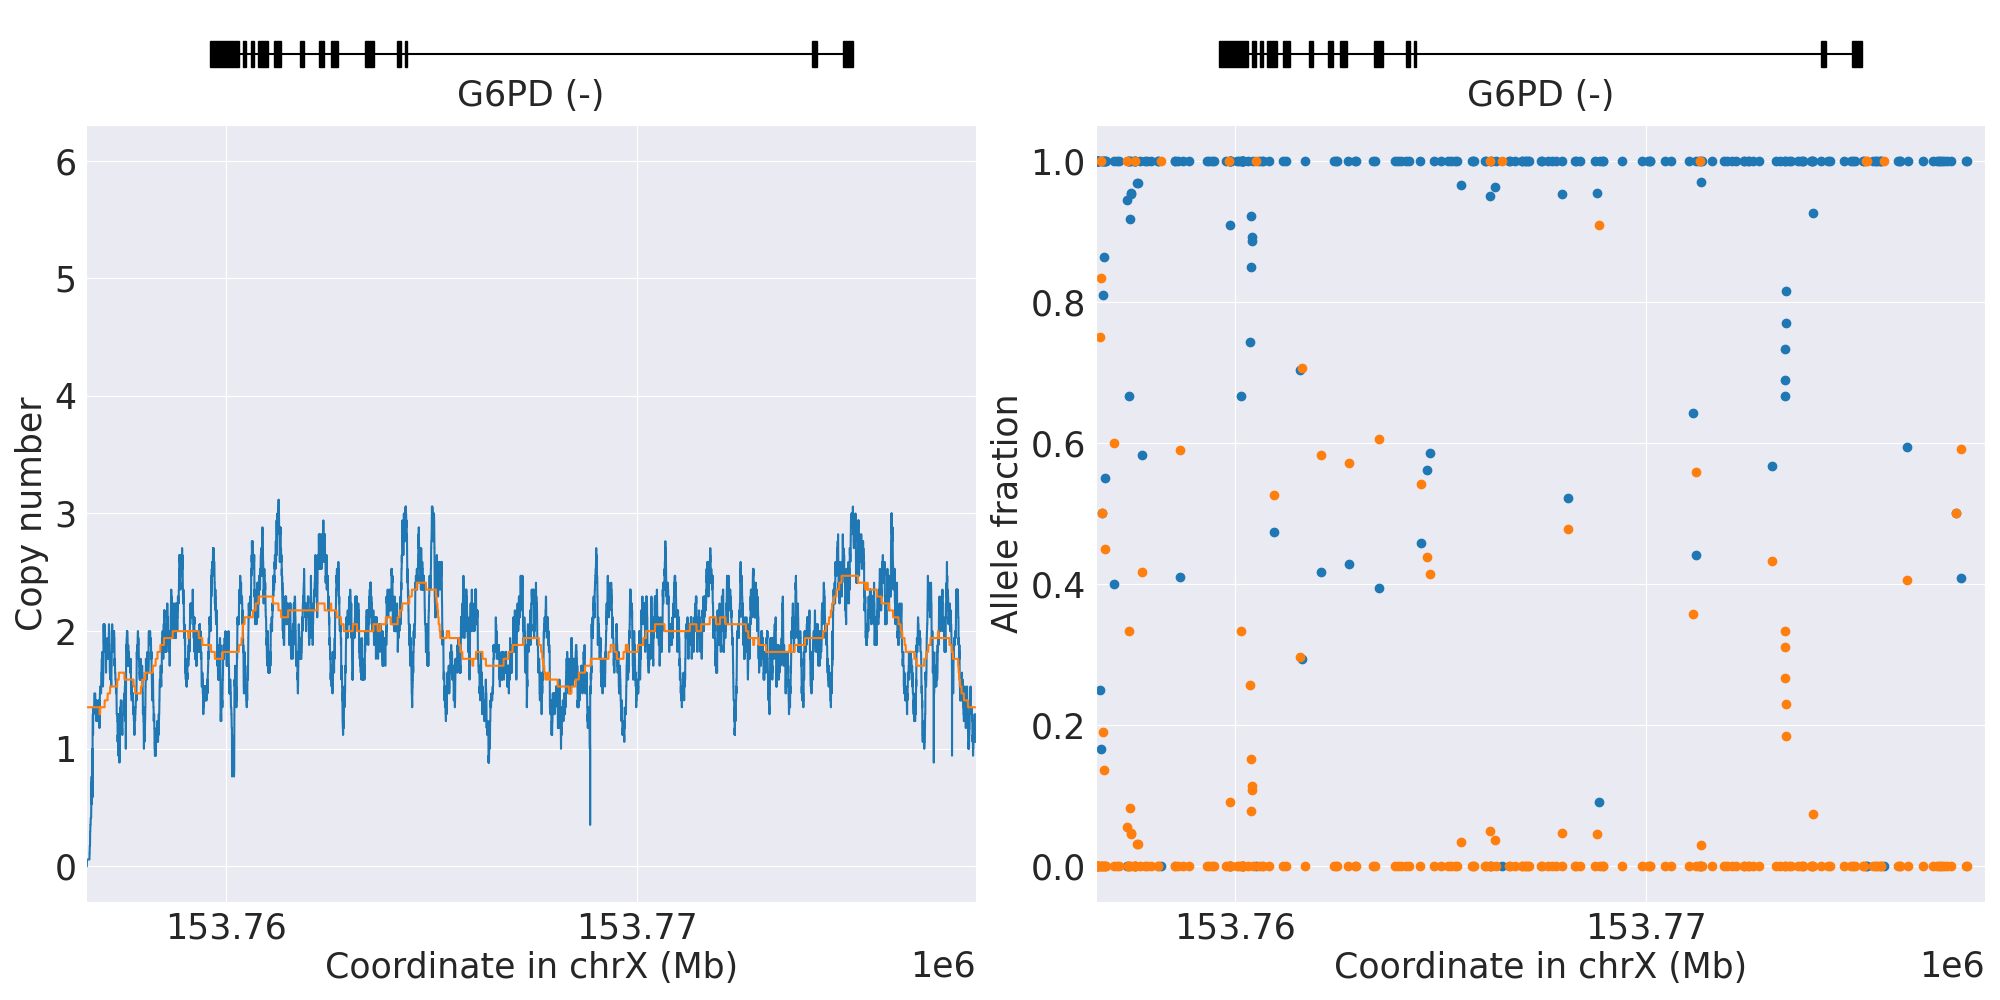 G6PD (-)
6
5
4
3
2
1
0
Copy number
153.76
153.77
Coordinate in chrX (Mb)
1e6
G6PD (-)
1.0
0.8
0.6
0.4
0.2
0.0
Allele fraction
153.76
153.77
Coordinate in chrX (Mb)
1e6